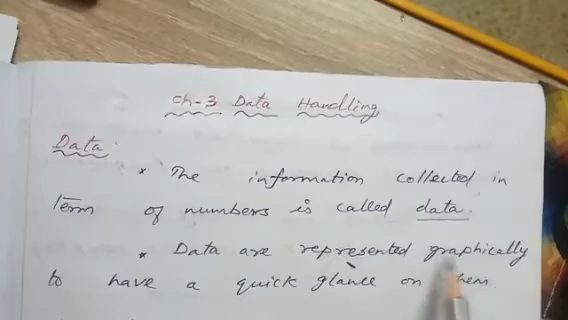 Ch-3 Data Handling
Data:
* The information collected in
term of numbers is called data.
* Data are represented graphically
to have a quick glance on them.